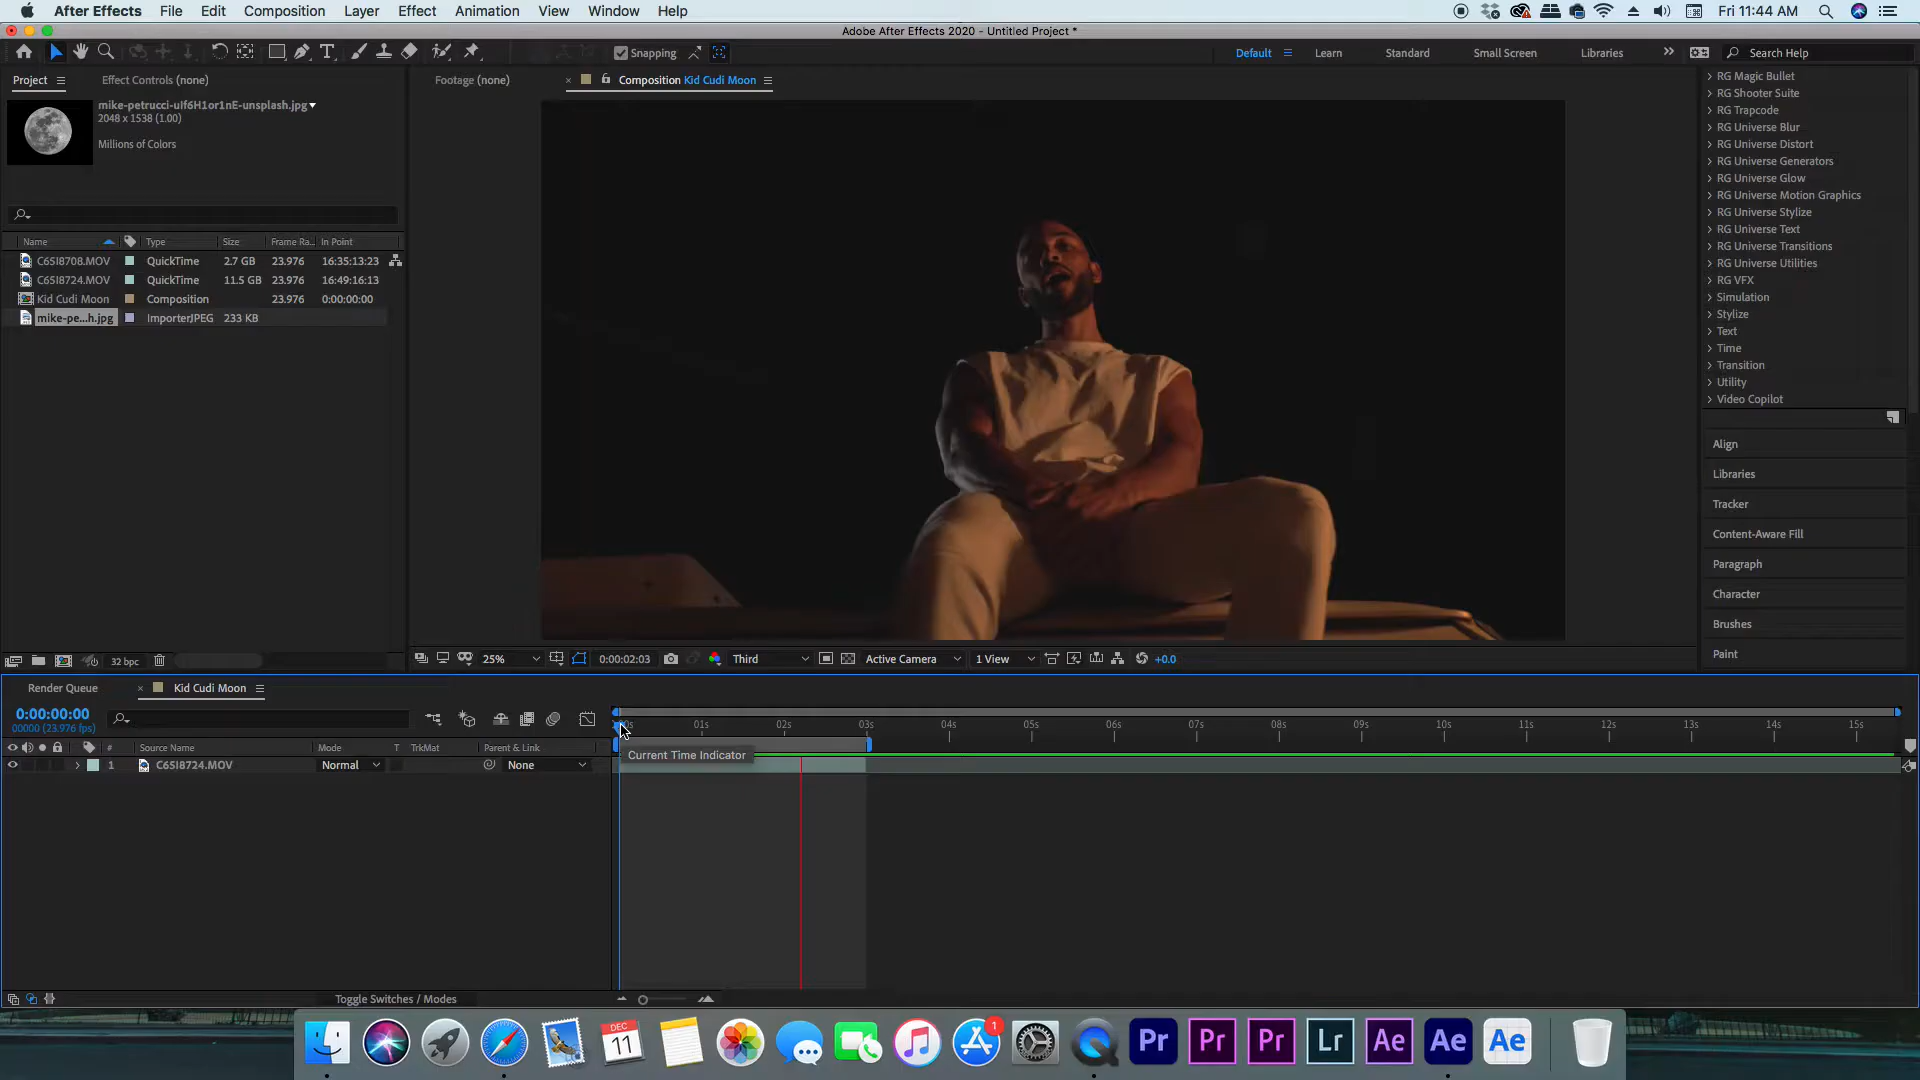 After Effects File Edit Composition Layer Effect Animation View Window Help
Fri 11:44 AM
Adobe After Effects 2020 - Untitled Project *
Snapping
Default Learn Standard Small Screen Libraries Search Help
Project Effect Controls (none)
Footage (none)
Composition Kid Cudi Moon
mike-petrucci-uIf6H1or1nE-unsplash.jpg
2048 x 1538 (1.00)
Millions of Colors
Name Type Size Frame Ra... In Point
C65I8708.MOV QuickTime 2.7 GB 23.976 16:35:13:23
C65I8724.MOV QuickTime 11.5 GB 23.976 16:49:16:13
Kid Cudi Moon Composition 23.976 0:00:00:00
mike-pe...h.jpg ImporterJPEG 233 KB
32 bpc
RG Magic Bullet
RG Shooter Suite
RG Trapcode
RG Universe Blur
RG Universe Distort
RG Universe Generators
RG Universe Glow
RG Universe Motion Graphics
RG Universe Stylize
RG Universe Text
RG Universe Transitions
RG Universe Utilities
RG VFX
Simulation
Stylize
Text
Time
Transition
Utility
Video Copilot
Align
Libraries
Tracker
Content-Aware Fill
Paragraph
Character
Brushes
Paint
25% 0:00:02:03 Third Active Camera 1 View +0.0
Render Queue Kid Cudi Moon
0:00:00:00
00000 (23.976 fps)
01s 02s 03s 04s 05s 06s 07s 08s 09s 10s 11s 12s 13s 14s 15s
# Source Name Mode T TrkMat Parent & Link
Current Time Indicator
1 C65I8724.MOV Normal None
Toggle Switches / Modes
DEC
11
1
Pr Pr Pr Lr Ae Ae Ae